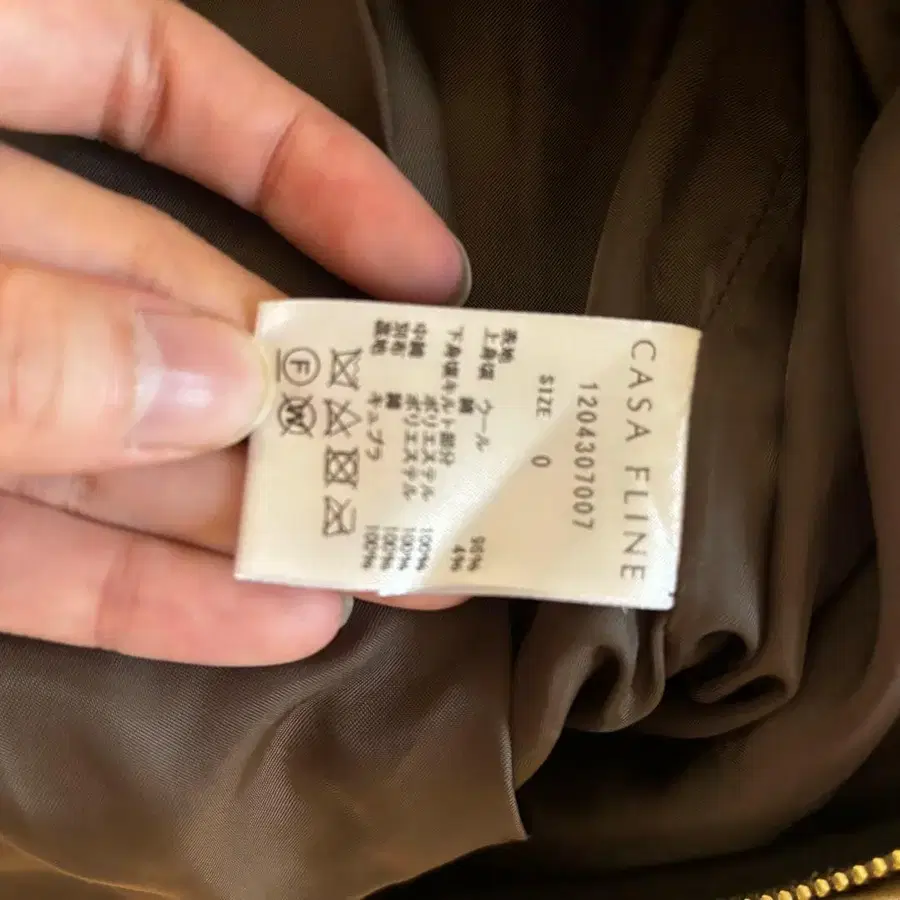 CASA FLINE
1204307007
SIZE 0
表地
上身頃 ウール 96%
綿 4%
下身頃キルト部分
ポリエステル 100%
中綿 ポリエステル 100%
別布 綿 100%
裏地 キュプラ 100%
F W